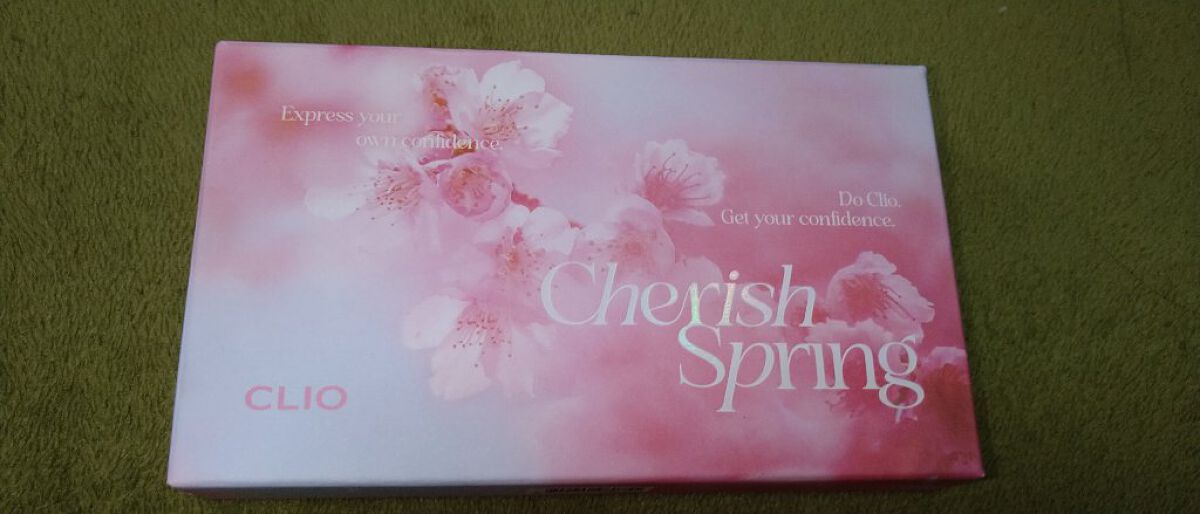 Express your
own confidence.
Do Clio.
Get your confidence.
Cherish
Spring
CLIO